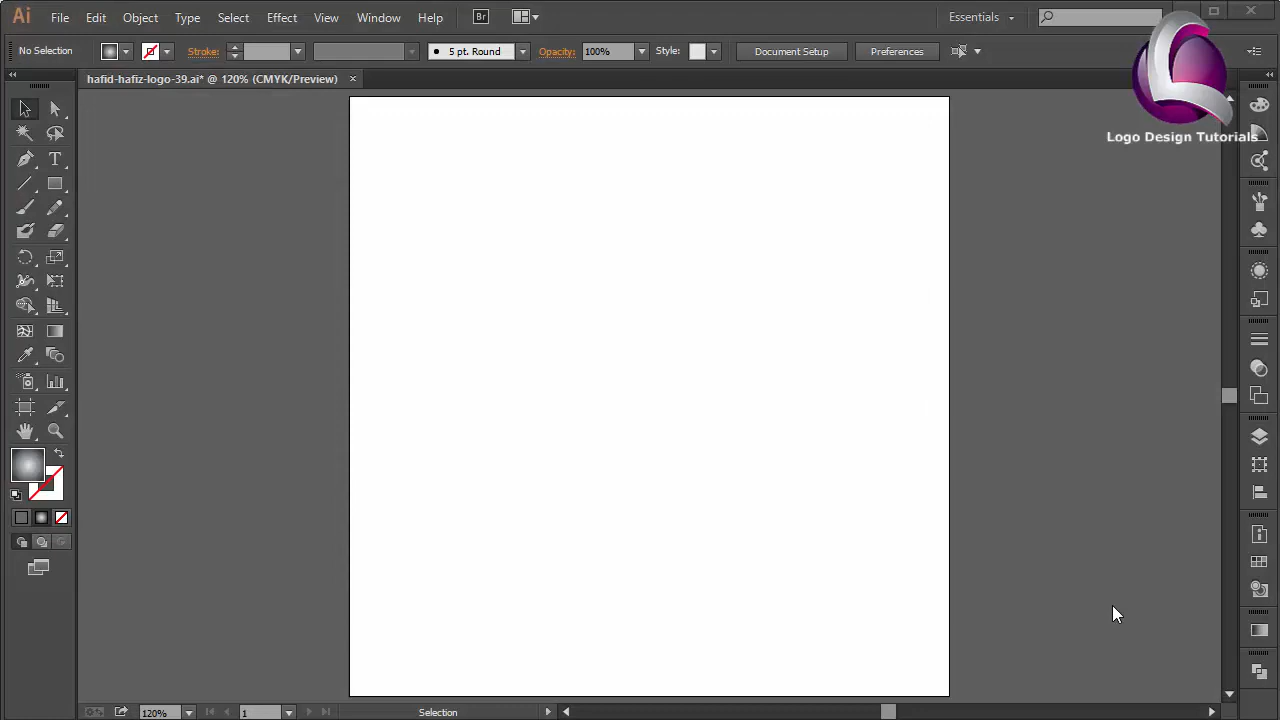 Ai File Edit Object Type Select Effect View Window Help Br Essentials
No Selection Stroke: 5 pt. Round Opacity: 100% Style: Document Setup Preferences
hafid-hafiz-logo-39.ai* @ 120% (CMYK/Preview)
Logo Design Tutorials
120% 1 Selection